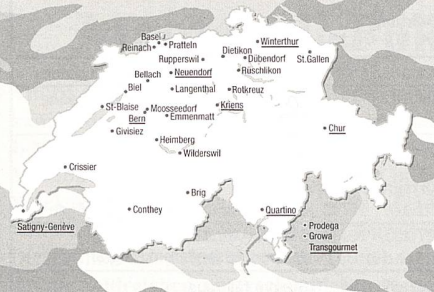 Basel
Reinach
Pratteln
Winterthur
Dietikon
Rupperswil
Dübendorf
St.Gallen
Rüschlikon
Neuendorf
Bellach
Biel
Langenthal
Rotkreuz
St-Blaise
Moosseedorf
Kriens
Bern
Emmenmatt
Givisiez
Chur
Heimberg
Wilderswil
Crissier
Brig
Conthey
Quartino
Satigny-Genève
• Prodega
• Growa
Transgourmet